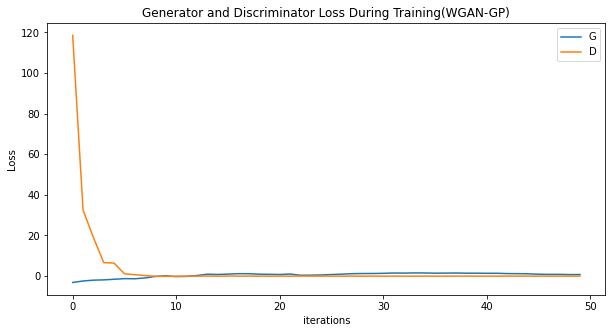 Generator and Discriminator Loss During Training(WGAN-GP)
G
D
120
100
80
60
40
20
0
Loss
0
10
20
30
40
50
iterations